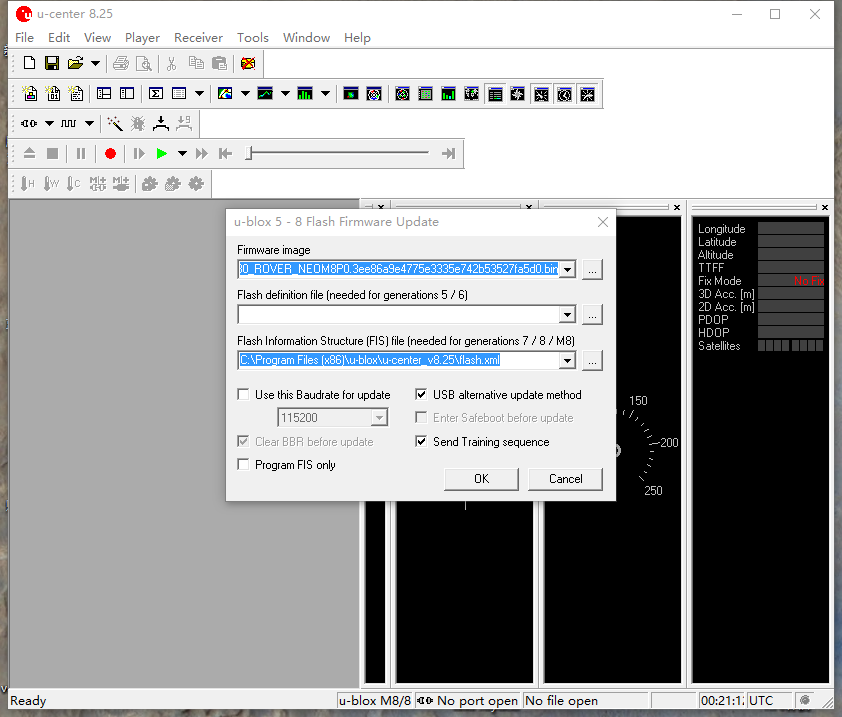 u-center 8.25
File Edit View Player Receiver Tools Window Help
u-blox 5 - 8 Flash Firmware Update
Firmware image
_ROVER_NEOM8P0.3ee86a9e4775e3335e742b53527fa5d0.bin
...
Flash definition file (needed for generations 5 / 6)
...
Flash Information Structure (FIS) file (needed for generations 7 / 8 / M8)
C:\Program Files (x86)\u-blox\u-center_v8.25\flash.xml
...
Use this Baudrate for update
USB alternative update method
115200
Enter Safeboot before update
Clear BBR before update
Send Training sequence
Program FIS only
OK
Cancel
150
200
250
Longitude
Latitude
Altitude
TTFF
Fix Mode No Fi
3D Acc. [m]
2D Acc. [m]
PDOP
HDOP
Satellites
Ready
u-blox M8/8
No port open
No file open
00:21:1
UTC